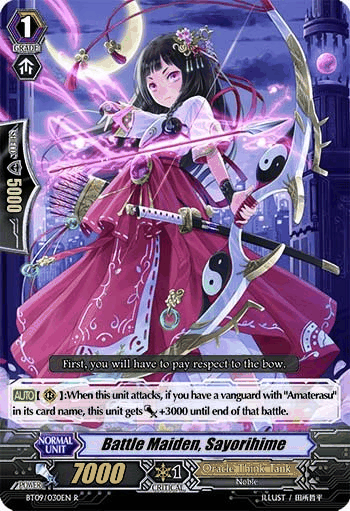 1
GRADE
SHIELD
5000
First, you will have to pay respect to the bow.
AUTO [ ]:When this unit attacks, if you have a vanguard with "Amaterasu"
in its card name, this unit gets +3000 until end of that battle.
NORMAL
UNIT
Battle Maiden, Sayorihime
POWER
7000
1
CRITICAL
Oracle Think Tank
Noble
BT09/030EN R
ILLUST / 田所哲平